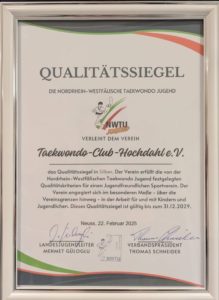 QUALITÄTSSIEGEL
DIE NORDRHEIN-WESTFÄLISCHE TAEKWONDO JUGEND
NWTU
JUGEND
VERLEIHT DEM VEREIN
Taekwondo-Club-Hochdahl e.V.
das Qualitätssiegel in Silber. Der Verein erfüllt die von der
Nordrhein-Westfälischen Taekwondo Jugend festgelegten
Qualitätskriterien für einen jugendfreundlichen Sportverein. Der
Verein engagiert sich im besonderen Maße - über die
Vereinsgrenzen hinweg - in der Arbeit für und mit Kindern und
Jugendlichen. Dieses Qualitätssiegel ist gültig bis zum 31.12.2029.
Neuss, 22. Februar 2025
LANDESJUGENDLEITER
MEHMET GÜLOGLU
VERBANDSPRÄSIDENT
THOMAS SCHNEIDER